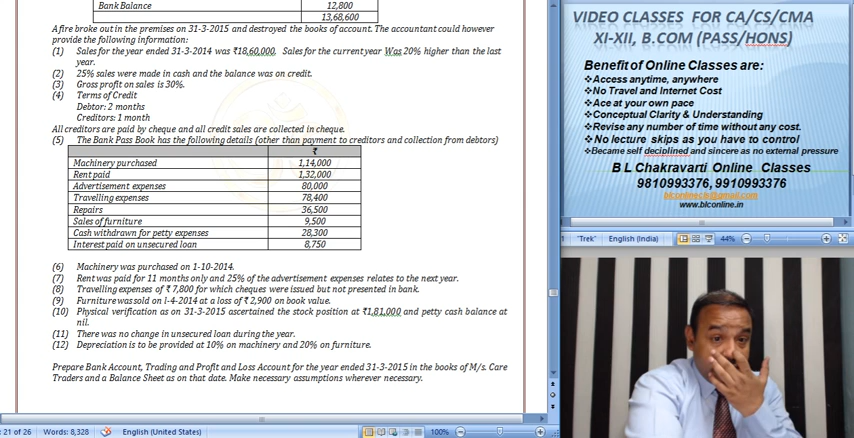 Bank Balance 12,800
13,68,600
A fire broke out in the premises on 31-3-2015 and destroyed the books of account. The accountant could however
provide the following information:
(1) Sales for the year ended 31-3-2014 was ₹18,60,000. Sales for the current year Was 20% higher than the last
year.
(2) 25% sales were made in cash and the balance was on credit.
(3) Gross profit on sales is 30%.
(4) Terms of Credit
Debtor: 2 months
Creditors: 1 month
All creditors are paid by cheque and all credit sales are collected in cheque.
(5) The Bank Pass Book has the following details (other than payment to creditors and collection from debtors)
₹
Machinery purchased 1,14,000
Rent paid 1,32,000
Advertisement expenses 80,000
Travelling expenses 78,400
Repairs 36,500
Sales of furniture 9,500
Cash withdrawn for petty expenses 28,300
Interest paid on unsecured loan 8,750
(6) Machinery was purchased on 1-10-2014.
(7) Rent was paid for 11 months only and 25% of the advertisement expenses relates to the next year.
(8) Travelling expenses of ₹ 7,800 for which cheques were issued but not presented in bank.
(9) Furniture was sold on l-4-2014 at a loss of ₹ 2,900 on book value.
(10) Physical verification as on 31-3-2015 ascertained the stock position at ₹1,81,000 and petty cash balance at
nil.
(11) There was no change in unsecured loan during the year.
(12) Depreciation is to be provided at 10% on machinery and 20% on furniture.
Prepare Bank Account, Trading and Profit and Loss Account for the year ended 31-3-2015 in the books of M/s. Care
Traders and a Balance Sheet as on that date. Make necessary assumptions wherever necessary.
: 21 of 26 Words: 8,328 English (United States) 100%
VIDEO CLASSES FOR CA/CS/CMA
XI-XII, B.COM (PASS/HONS)
Benefit of Online Classes are:
❖Access anytime, anywhere
❖No Travel and Internet Cost
❖Ace at your own pace
❖Conceptual Clarity & Understanding
❖Revise any number of time without any cost.
❖No lecture skips as you have to control
❖Became self deciplined and sincere as no external pressure
B L Chakravarti Online Classes
9810993376, 9910993376
www.blconline.in
1 "Trek" English (India) 44%